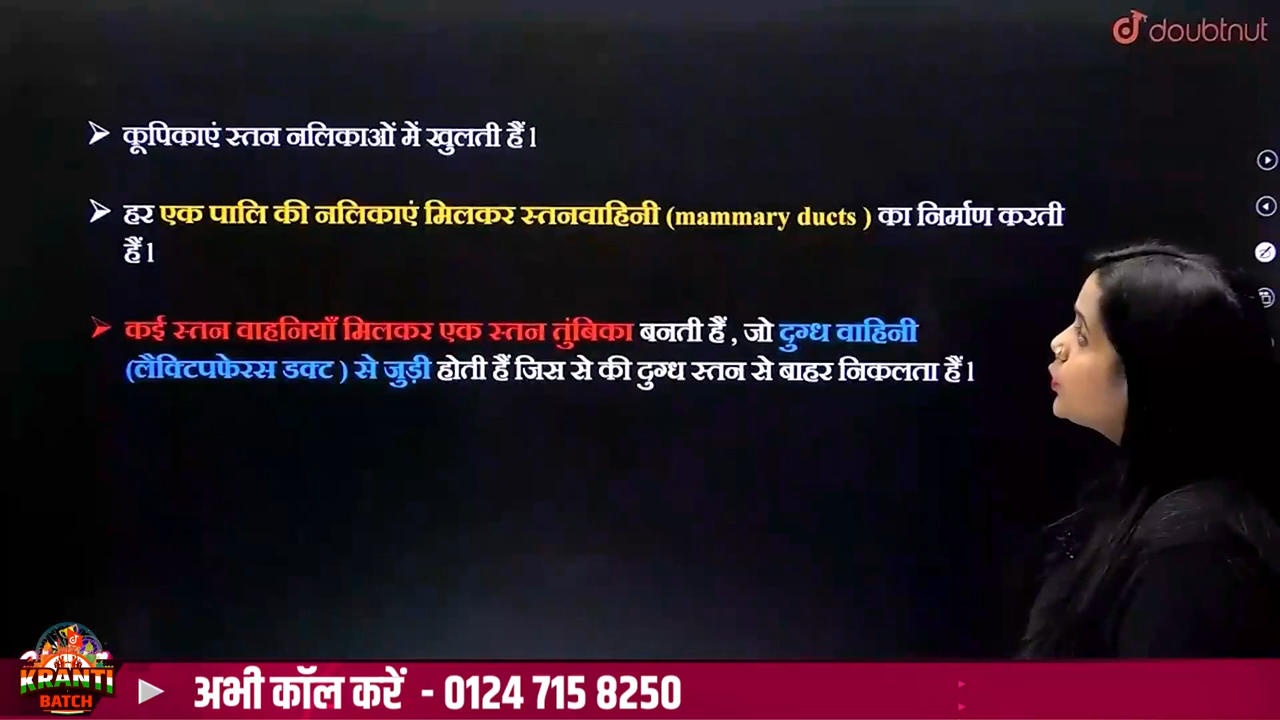 doubtnut
कूपिकाएं स्तन नलिकाओं में खुलती हैं l
हर एक पालि की नलिकाएं मिलकर स्तनवाहिनी (mammary ducts ) का निर्माण करती
हैं l
कई स्तन वाहनियाँ मिलकर एक स्तन तुंबिका बनती हैं , जो दुग्ध वाहिनी
(लैक्टिपफेरस डक्ट ) से जुड़ी होती हैं जिस से की दुग्ध स्तन से बाहर निकलता हैं l
KRANTI
BATCH
अभी कॉल करें - 0124 715 8250